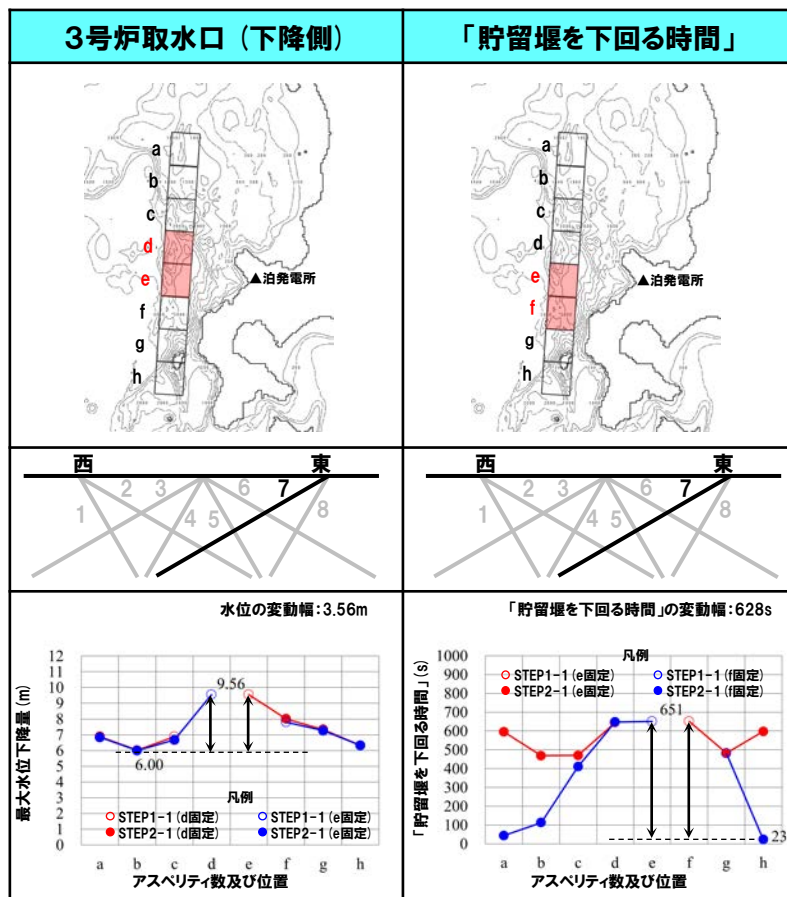 3号炉取水口（下降側）
「貯留堰を下回る時間」
a
b
c
d
e
f
g
h
▲泊発電所
a
b
c
d
e
f
g
h
▲泊発電所
西 東
1 2 3 4 5 6 7 8
西 東
1 2 3 4 5 6 7 8
水位の変動幅：3.56m
最大水位下降量（m）
12
11
10
9
8
7
6
5
4
3
2
1
0
9.56
6.00
凡例
STEP1-1（d固定） STEP1-1（e固定）
STEP2-1（d固定） STEP2-1（e固定）
a b c d e f g h
アスペリティ数及び位置
「貯留堰を下回る時間」の変動幅：628s
「貯留堰を下回る時間」（s）
1000
900
800
700
600
500
400
300
200
100
0
凡例
STEP1-1（e固定） STEP1-1（f固定）
STEP2-1（e固定） STEP2-1（f固定）
651
23
a b c d e f g h
アスペリティ数及び位置